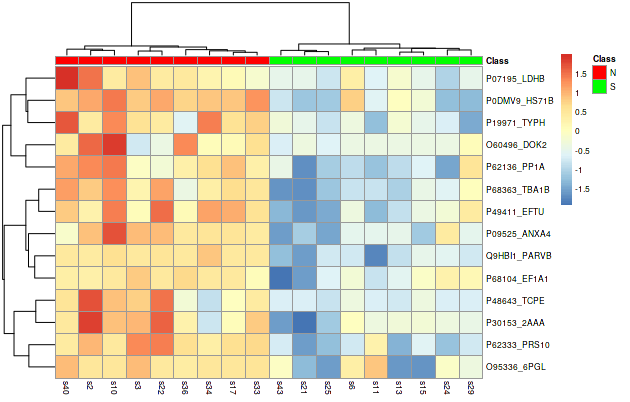 Class
P07195_LDHB
P0DMV9_HS71B
P19971_TYPH
O60496_DOK2
P62136_PP1A
P68363_TBA1B
P49411_EFTU
P09525_ANXA4
Q9HBI1_PARVB
P68104_EF1A1
P48643_TCPE
P30153_2AAA
P62333_PRS10
O95336_6PGL
s40 s2 s10 s3 s22 s36 s34 s17 s33 s43 s21 s25 s6 s11 s13 s15 s24 s29
1.5
1
0.5
0
-0.5
-1
-1.5
Class
N
S